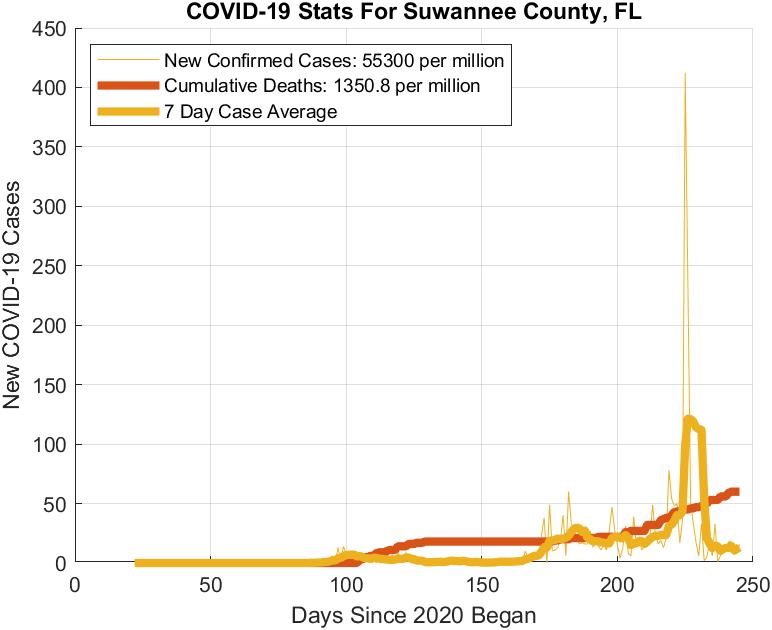 COVID-19 Stats For Suwannee County, FL
450
400
350
300
250
200
150
100
50
0
New COVID-19 Cases
New Confirmed Cases: 55300 per million
Cumulative Deaths: 1350.8 per million
7 Day Case Average
0 50 100 150 200 250
Days Since 2020 Began